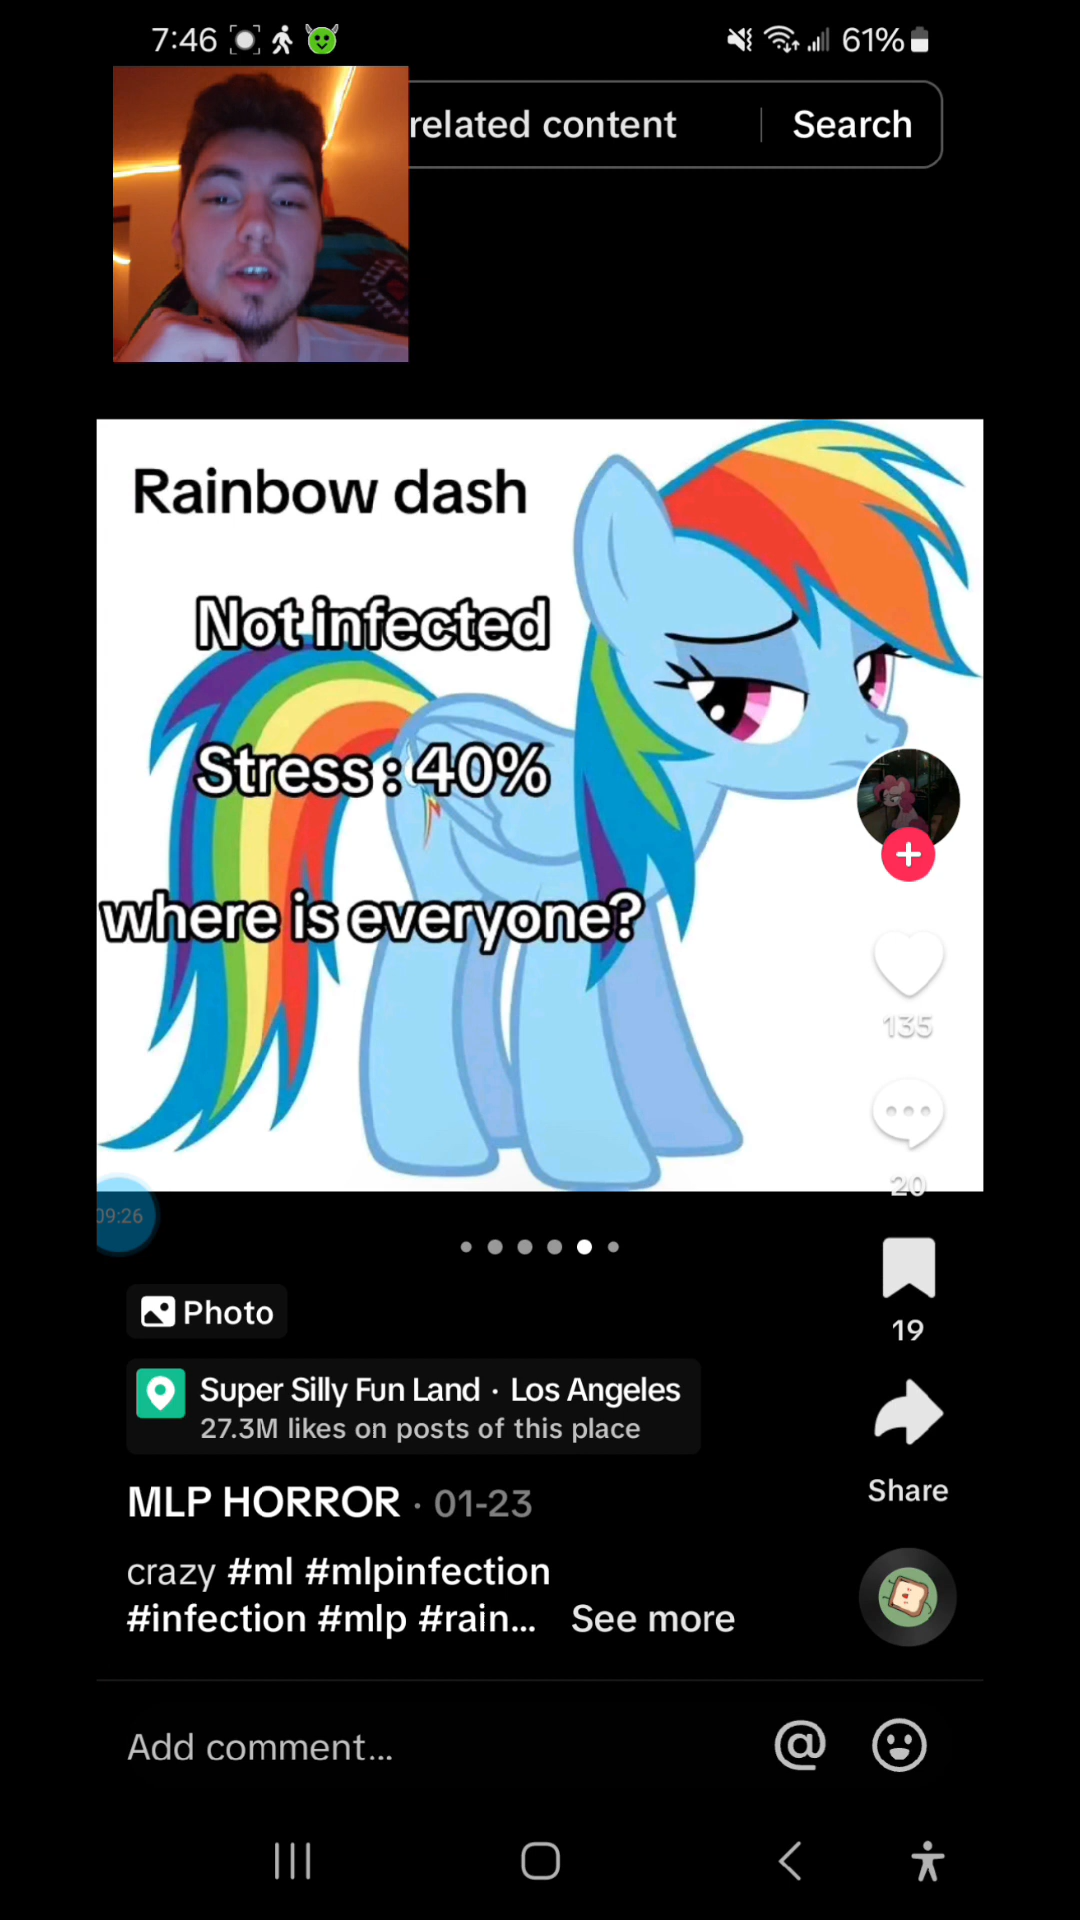 7:46
61%
related content
Search
Rainbow dash
Not infected
Stress : 40%
where is everyone?
135
20
09:26
Photo
19
Super Silly Fun Land · Los Angeles
27.3M likes on posts of this place
Share
MLP HORROR · 01-23
crazy #ml #mlpinfection
#infection #mlp #rain... See more
Add comment...